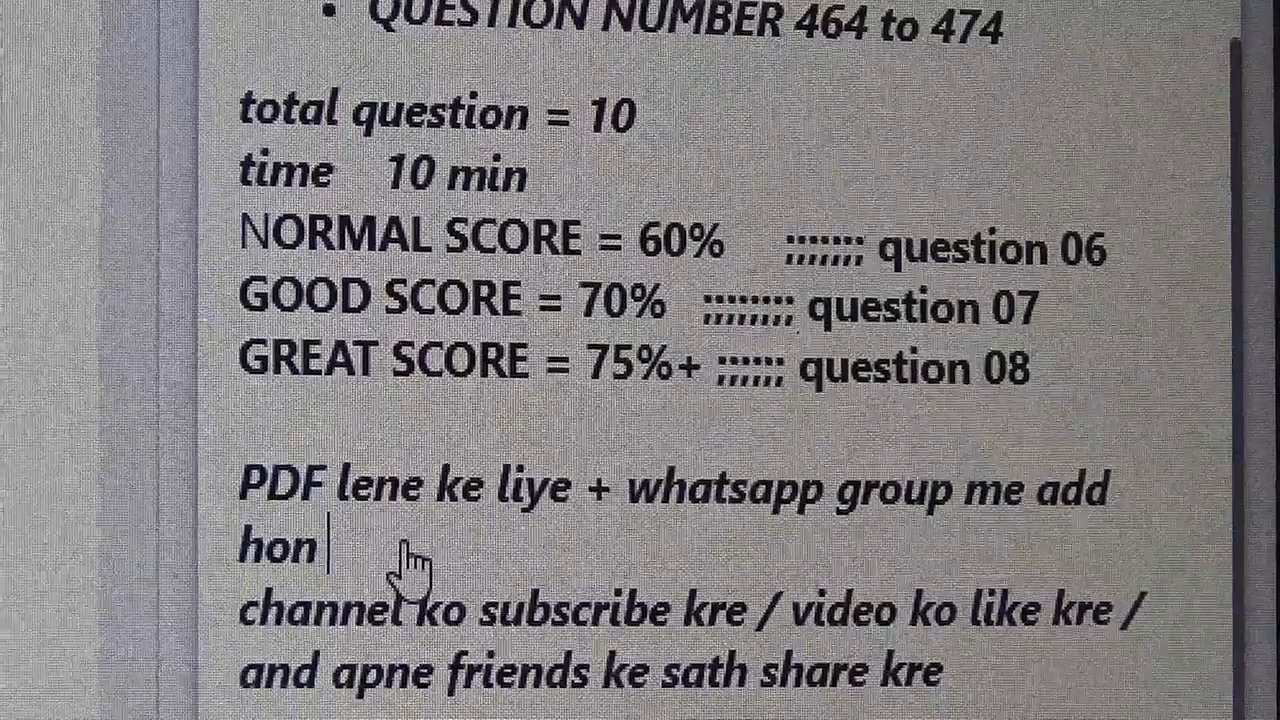 • QUESTION NUMBER 464 to 474
total question = 10
time 10 min
NORMAL SCORE = 60% ;;;;;;; question 06
GOOD SCORE = 70% ;;;;;;;;; question 07
GREAT SCORE = 75%+ ;;;;;; question 08
PDF lene ke liye + whatsapp group me add
hon
channel ko subscribe kre / video ko like kre /
and apne friends ke sath share kre